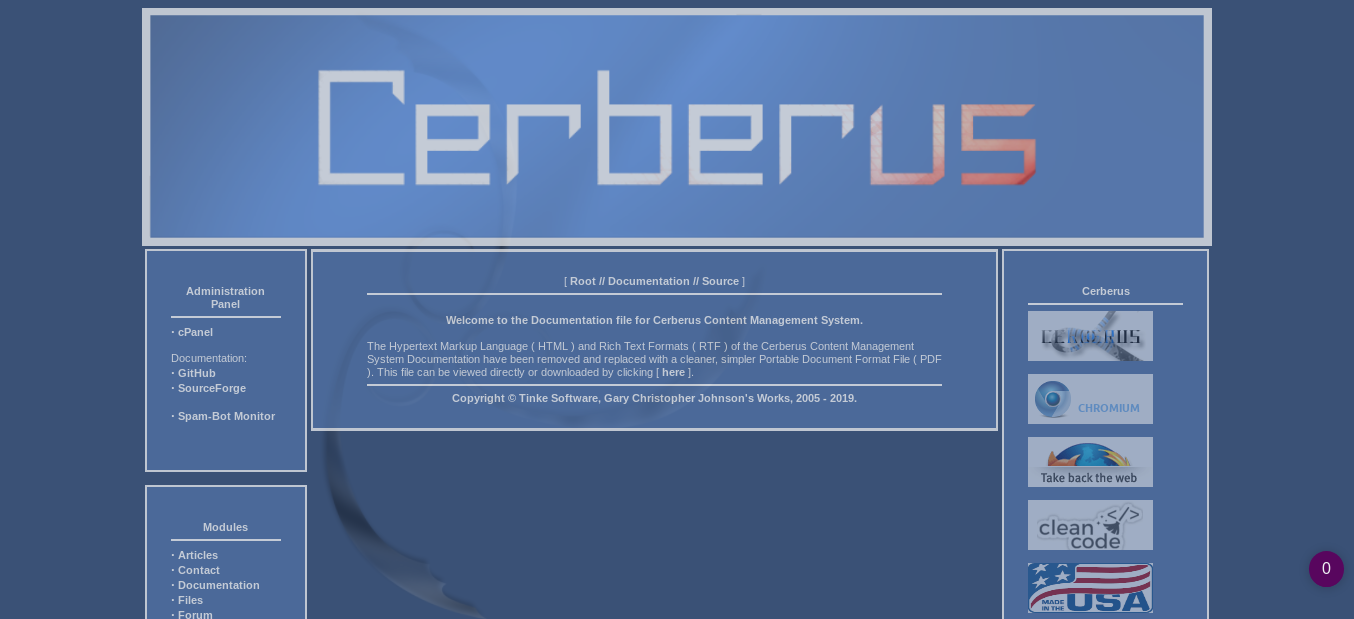 Cerberus
Administration
Panel
· cPanel
Documentation:
· GitHub
· SourceForge
· Spam-Bot Monitor
Modules
· Articles
· Contact
· Documentation
· Files
· Forum
[ Root // Documentation // Source ]
Welcome to the Documentation file for Cerberus Content Management System.
The Hypertext Markup Language ( HTML ) and Rich Text Formats ( RTF ) of the Cerberus Content Management
System Documentation have been removed and replaced with a cleaner, simpler Portable Document Format File ( PDF
). This file can be viewed directly or downloaded by clicking [ here ].
Copyright © Tinke Software, Gary Christopher Johnson's Works, 2005 - 2019.
Cerberus
CERBERUS
CHROMIUM
Take back the web
clean </>
code
MADE
IN THE USA
0